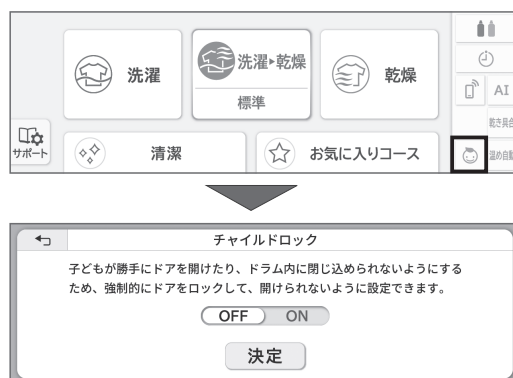 洗濯
洗濯▸乾燥
標準
乾燥
AI
乾き具合
サポート
清潔
お気に入りコース
温め自動
チャイルドロック
子どもが勝手にドアを開けたり、ドラム内に閉じ込められないようにする
ため、強制的にドアをロックして、開けられないように設定できます。
OFF ON
決定